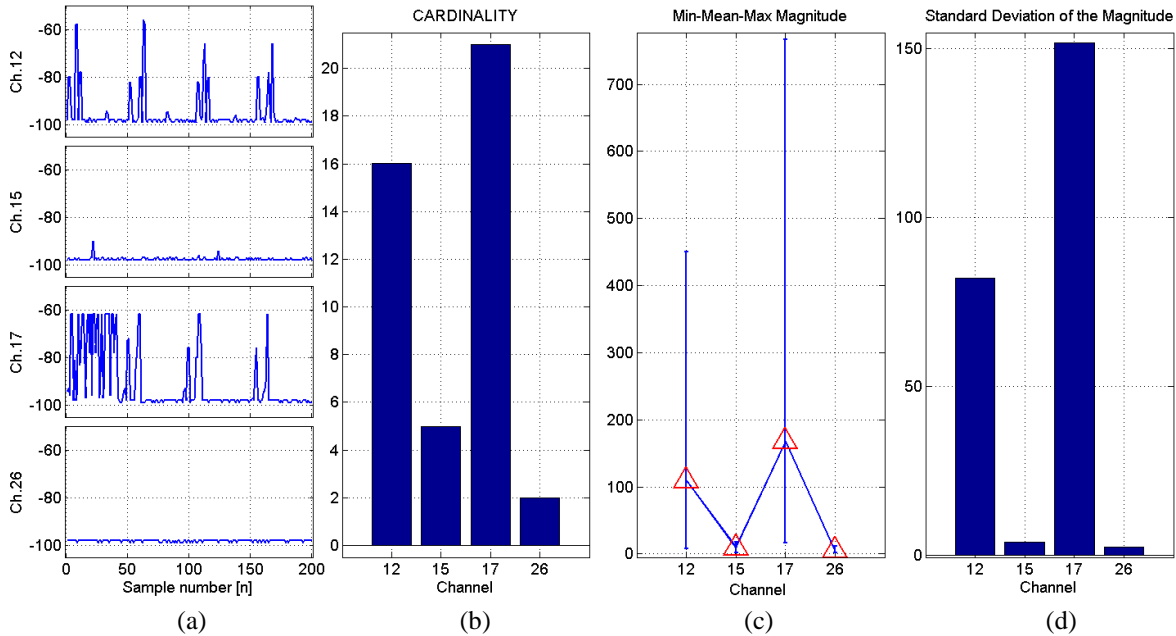 CARDINALITY
Min-Mean-Max Magnitude
Standard Deviation of the Magnitude
Ch.12
-60
-80
-100
Ch.15
-60
-80
-100
Ch.17
-60
-80
-100
Ch.26
-60
-80
-100
0 50 100 150 200
Sample number [n]
(a)
20
18
16
14
12
10
8
6
4
2
0
12 15 17 26
Channel
(b)
700
600
500
400
300
200
100
0
12 15 17 26
Channel
(c)
150
100
50
0
12 15 17 26
Channel
(d)